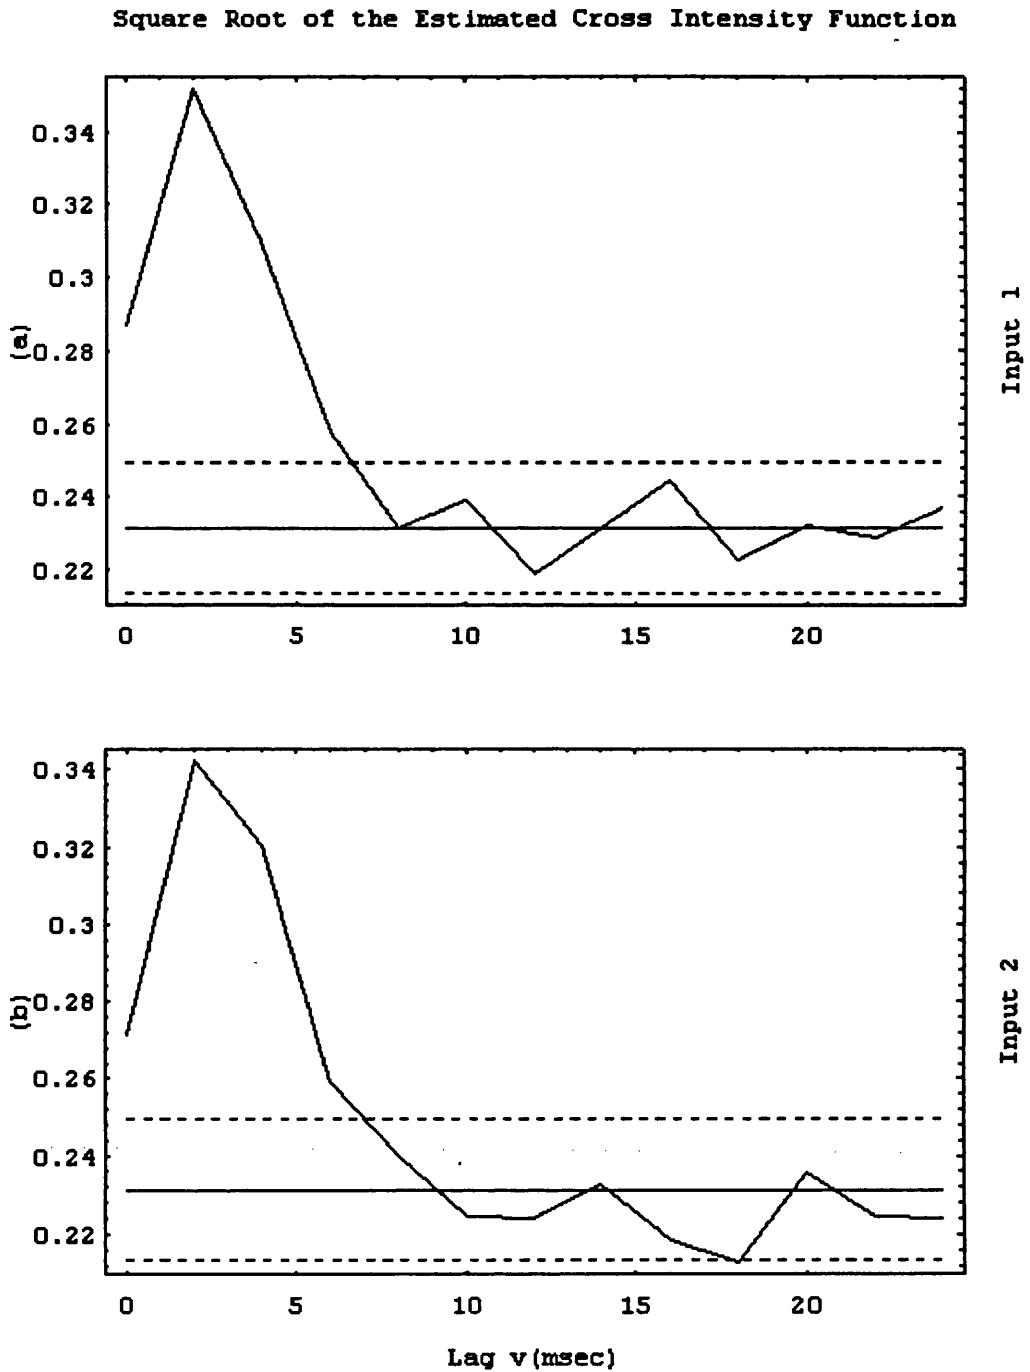 Square Root of the Estimated Cross Intensity Function
0.34
0.32
0.3
0.28
0.26
0.24
0.22
(a)
Input 1
0 5 10 15 20
0.34
0.32
0.3
0.28
0.26
0.24
0.22
(b)
Input 2
0 5 10 15 20
Lag v(msec)